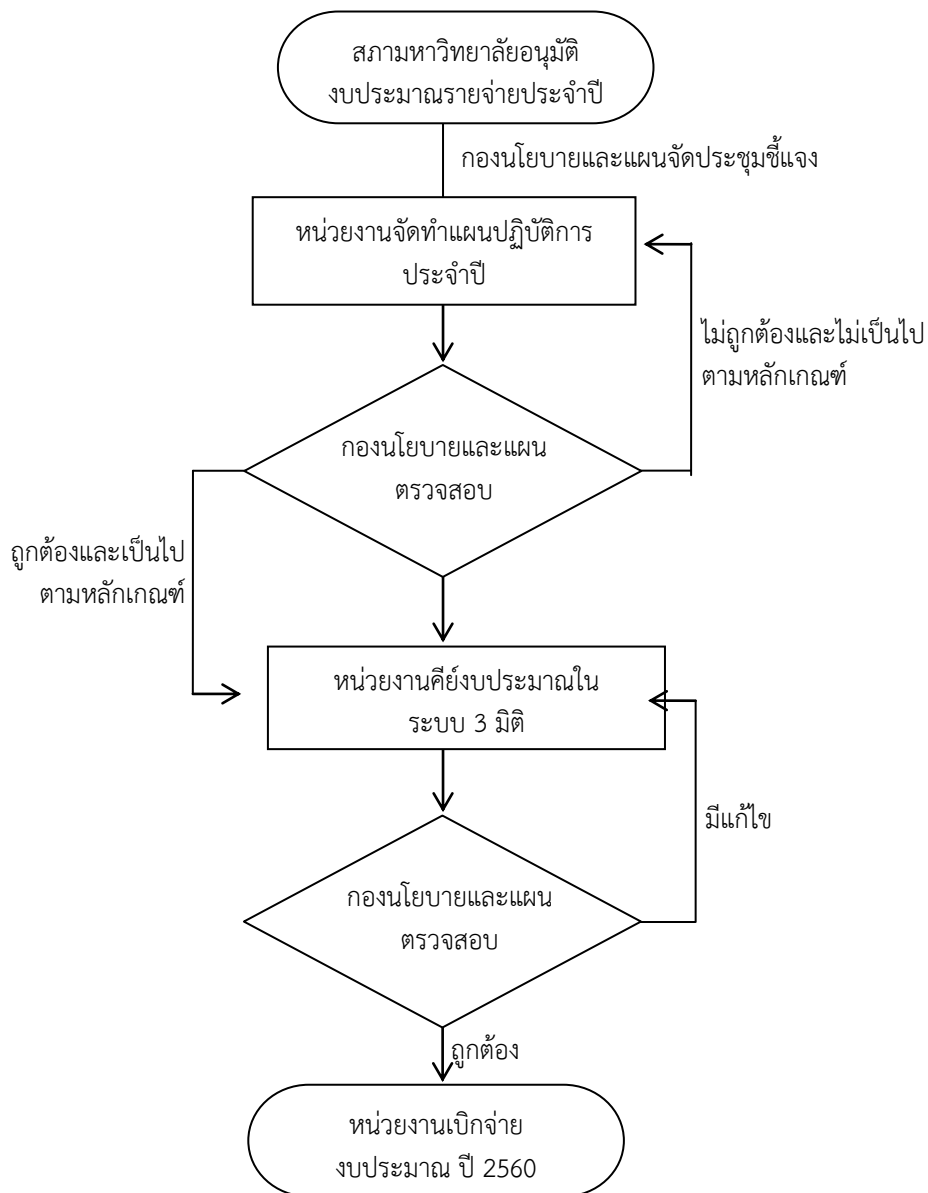 สภามหาวิทยาลัยอนุมัติ
งบประมาณรายจ่ายประจำปี
กองนโยบายและแผนจัดประชุมชี้แจง
หน่วยงานจัดทำแผนปฏิบัติการ
ประจำปี
ไม่ถูกต้องและไม่เป็นไป
ตามหลักเกณฑ์
กองนโยบายและแผน
ตรวจสอบ
ถูกต้องและเป็นไป
ตามหลักเกณฑ์
หน่วยงานคีย์งบประมาณใน
ระบบ 3 มิติ
มีแก้ไข
กองนโยบายและแผน
ตรวจสอบ
ถูกต้อง
หน่วยงานเบิกจ่าย
งบประมาณ ปี 2560